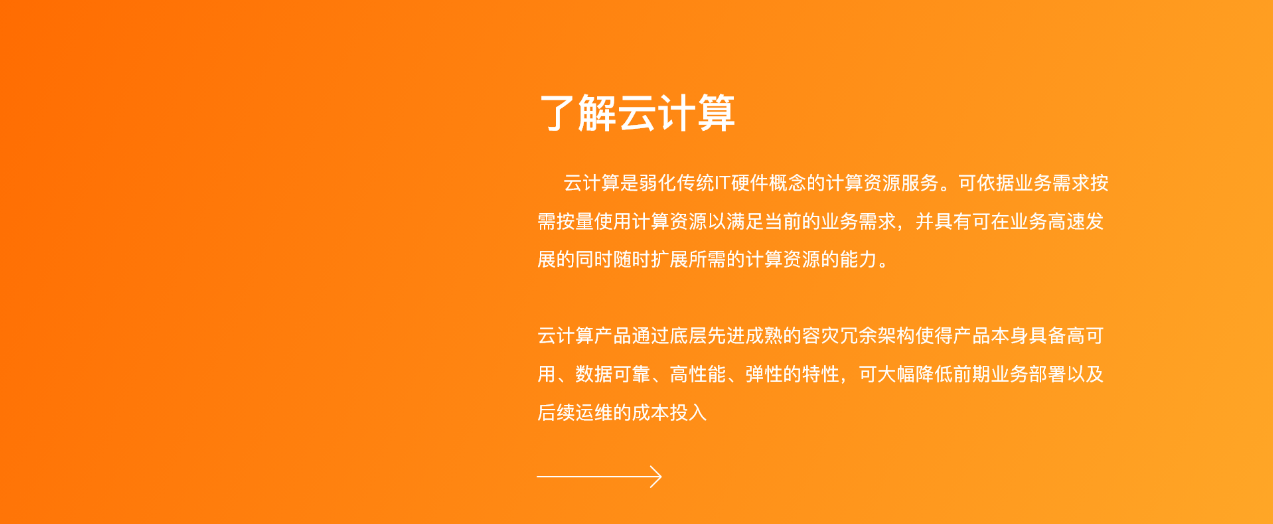 了解云计算
云计算是弱化传统IT硬件概念的计算资源服务。可依据业务需求按
需按量使用计算资源以满足当前的业务需求，并具有可在业务高速发
展的同时随时扩展所需的计算资源的能力。
云计算产品通过底层先进成熟的容灾冗余架构使得产品本身具备高可
用、数据可靠、高性能、弹性的特性，可大幅降低前期业务部署以及
后续运维的成本投入